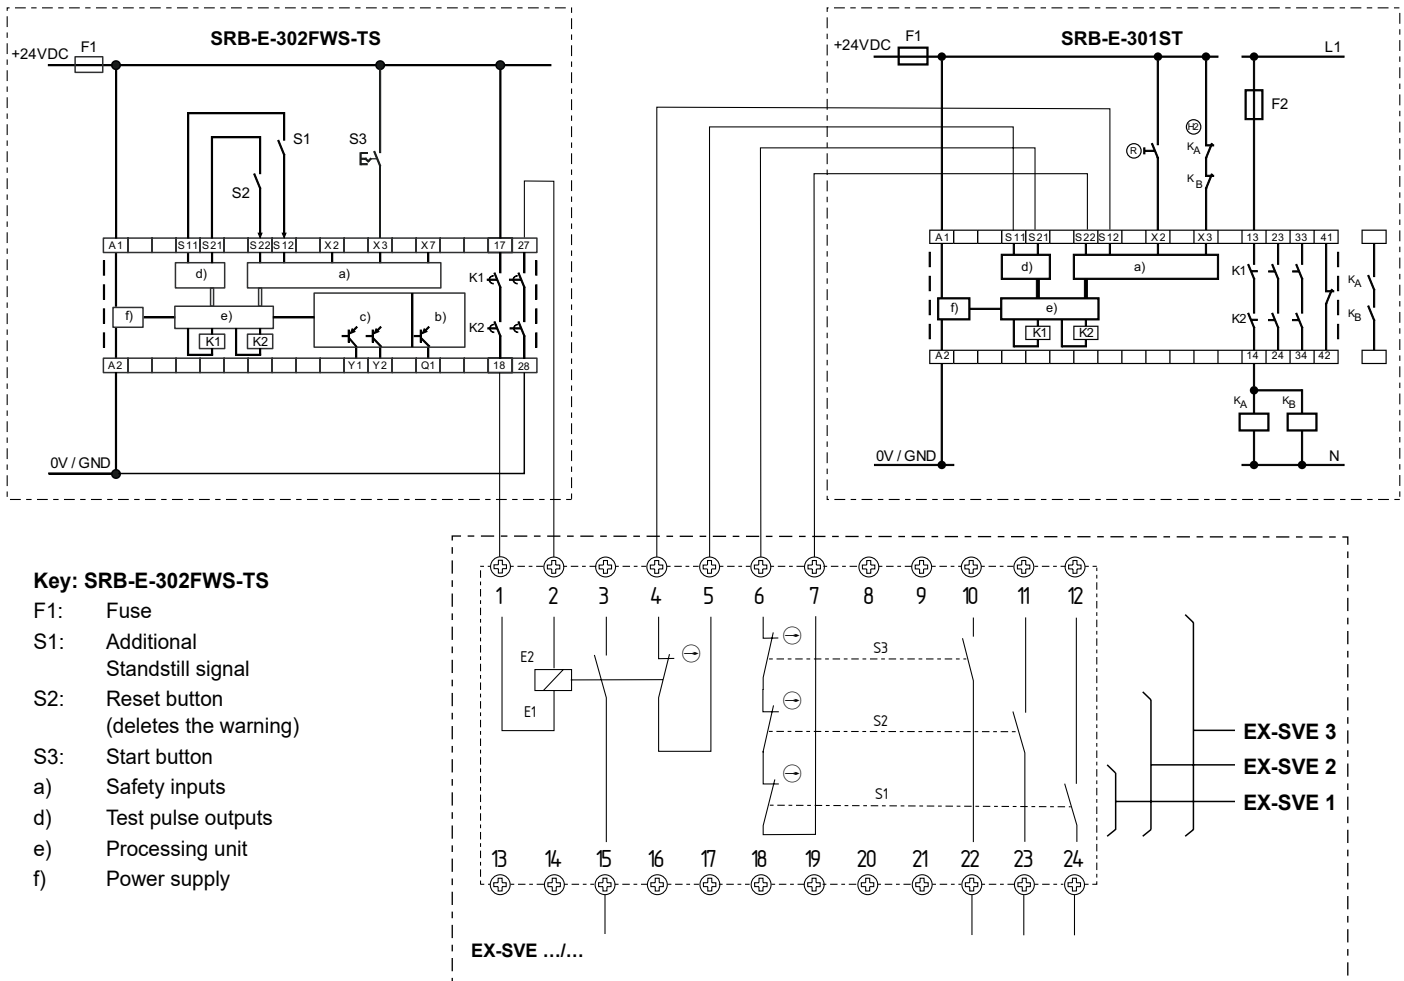 SRB-E-302FWS-TS
+24VDC
F1
S1
S3
S2
A1 S11 S21 S22 S12 X2 X3 X7 17 27
d)
a)
K1
f)
e)
c)
b)
K2
K1 K2
A2 Y1 Y2 Q1 18 28
0V / GND
SRB-E-301ST
+24VDC
F1
L1
F2
R
H2
KA
KB
A1 S11 S21 S22 S12 X2 X3 13 23 33 41
d)
a)
K1
KA
f)
e)
K2
KB
K1 K2
A2 14 24 34 42
KA KB
0V / GND
N
Key: SRB-E-302FWS-TS
F1: Fuse
S1: Additional
Standstill signal
S2: Reset button
(deletes the warning)
S3: Start button
a) Safety inputs
d) Test pulse outputs
e) Processing unit
f) Power supply
1 2 3 4 5 6 7 8 9 10 11 12
E2
E1
S3
S2
S1
EX-SVE 3
EX-SVE 2
EX-SVE 1
13 14 15 16 17 18 19 20 21 22 23 24
EX-SVE .../...